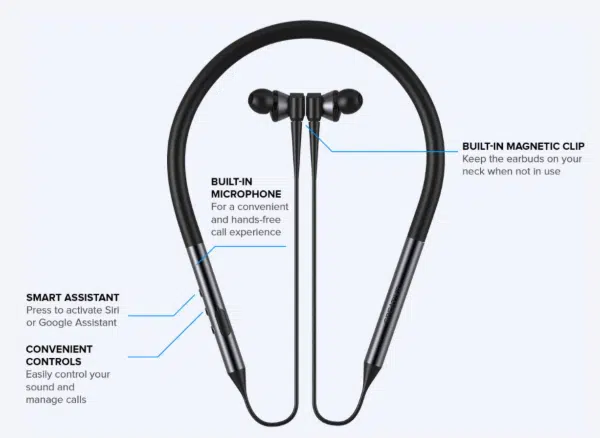 BUILT-IN MAGNETIC CLIP
Keep the earbuds on your
neck when not in use
BUILT-IN
MICROPHONE
For a convenient
and hands-free
call experience
SMART ASSISTANT
Press to activate Siri
or Google Assistant
CONVENIENT
CONTROLS
Easily control your
sound and
manage calls